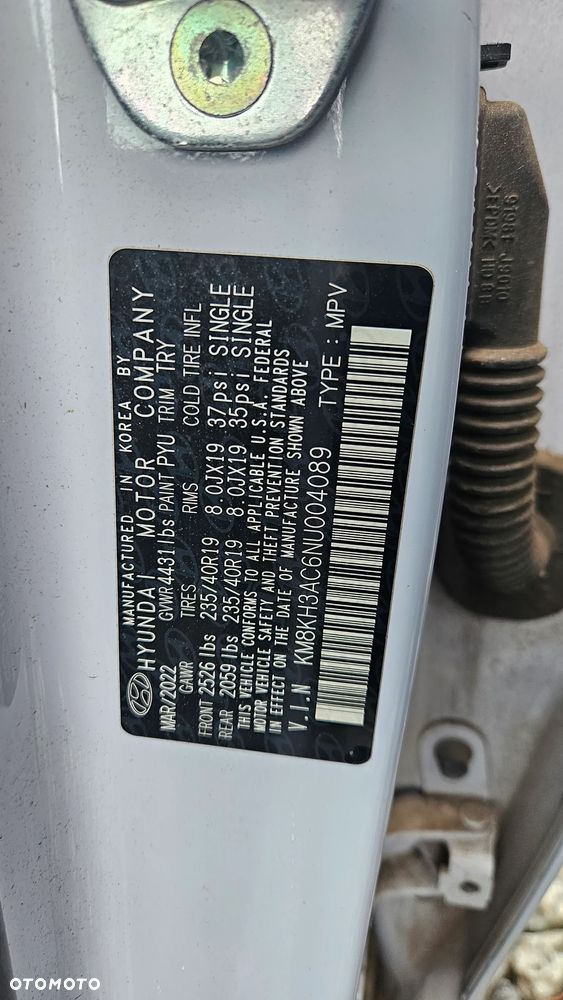 MANUFACTURED IN KOREA BY
HYUNDAI MOTOR COMPANY
MAR/2022 GVWR 4431 lbs PAINT PYU TRIM TRY
GAWR TIRES RIMS COLD TIRE INFL
FRONT 2526 lbs 235/40R19 8.0JX19 37psi SINGLE
REAR 2059 lbs 235/40R19 8.0JX19 35psi SINGLE
THIS VEHICLE CONFORMS TO ALL APPLICABLE U.S.A. FEDERAL
MOTOR VEHICLE SAFETY AND THEFT PREVENTION STANDARDS
IN EFFECT ON THE DATE OF MANUFACTURE SHOWN ABOVE
V.I.N KM8KH3AC6NU004089 TYPE : MPV
OTOMOTO